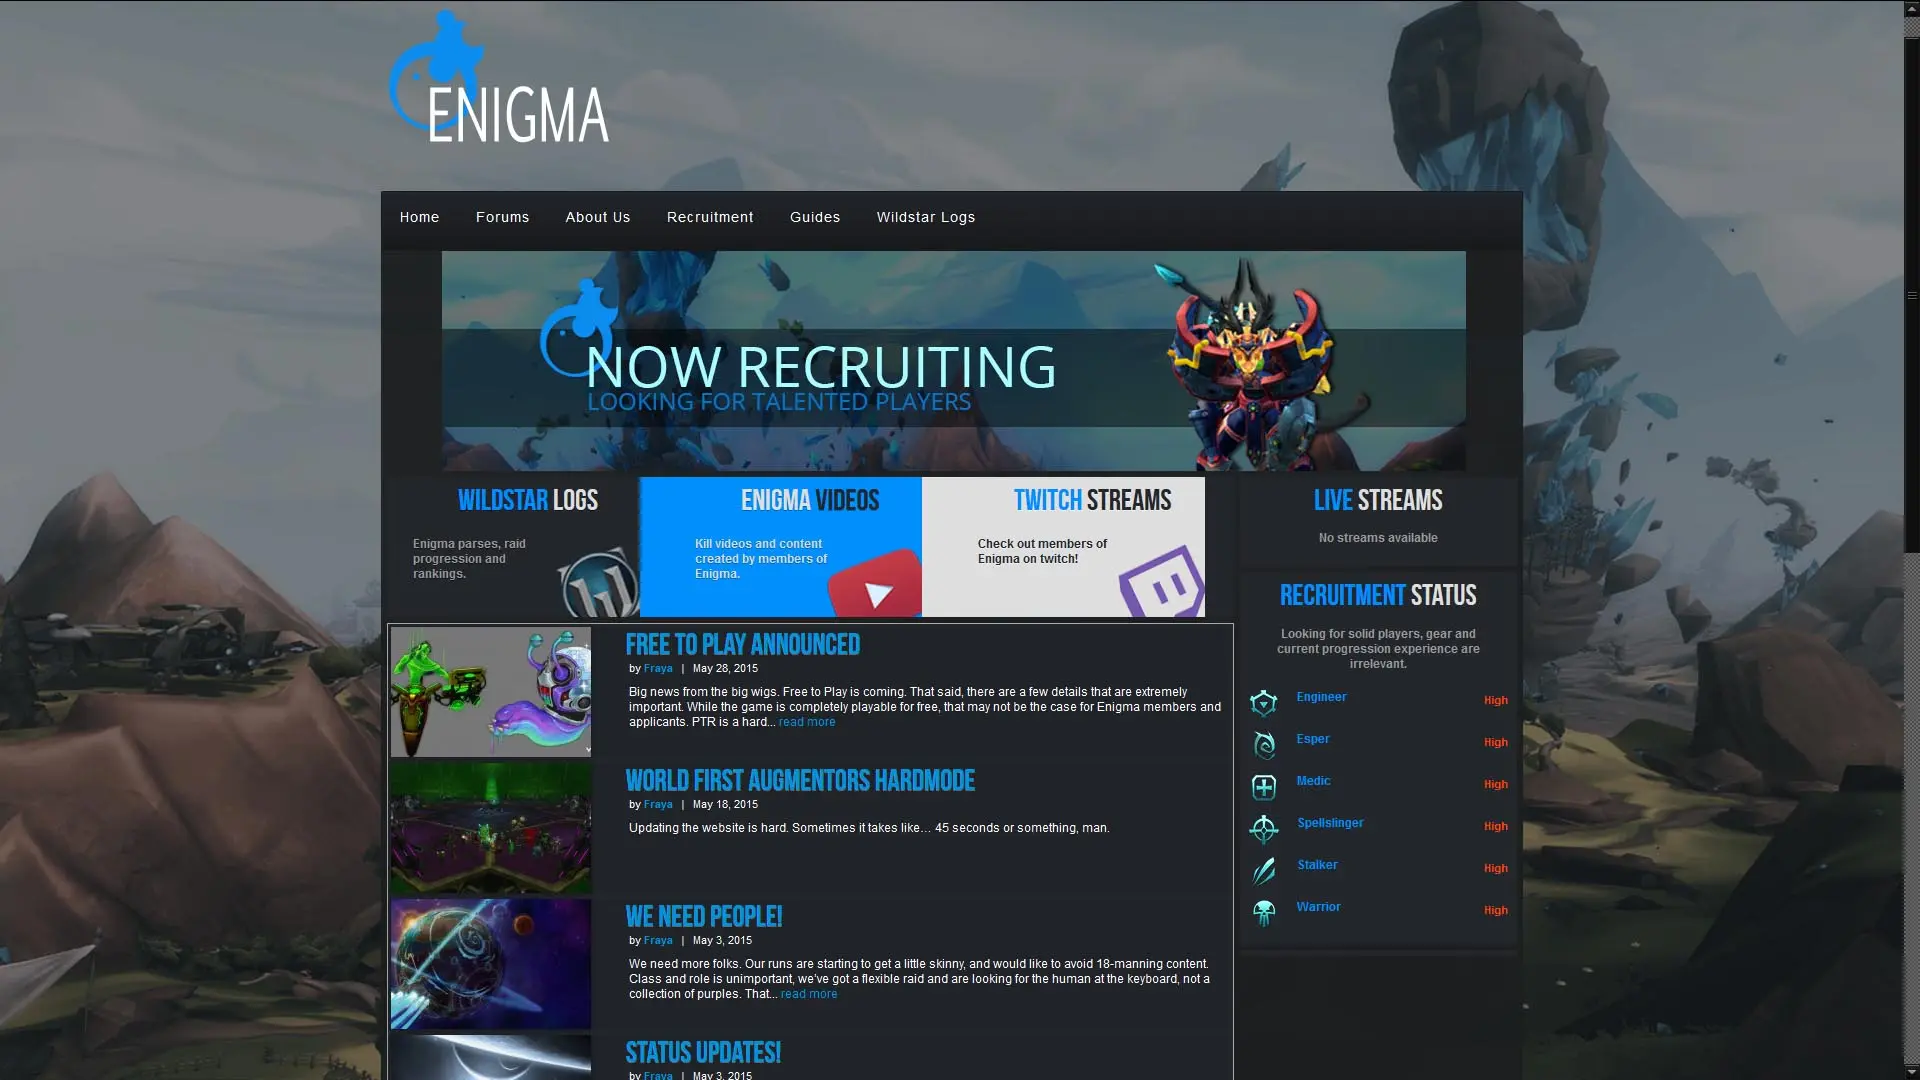 ENIGMA
Home Forums About Us Recruitment Guides Wildstar Logs
NOW RECRUITING
LOOKING FOR TALENTED PLAYERS
WILDSTAR LOGS
Enigma parses, raid
progression and
rankings.
ENIGMA VIDEOS
Kill videos and content
created by members of
Enigma.
TWITCH STREAMS
Check out members of
Enigma on twitch!
LIVE STREAMS
No streams available
RECRUITMENT STATUS
Looking for solid players, gear and
current progression experience are
irrelevant.
Engineer High
Esper High
Medic High
Spellslinger High
Stalker High
Warrior High
FREE TO PLAY ANNOUNCED
by Fraya | May 28, 2015
Big news from the big wigs. Free to Play is coming. That said, there are a few details that are extremely
important. While the game is completely playable for free, that may not be the case for Enigma members and
applicants. PTR is a hard... read more
WORLD FIRST AUGMENTORS HARDMODE
by Fraya | May 18, 2015
Updating the website is hard. Sometimes it takes like... 45 seconds or something, man.
WE NEED PEOPLE!
by Fraya | May 3, 2015
We need more folks. Our runs are starting to get a little skinny, and would like to avoid 18-manning content.
Class and role is unimportant, we've got a flexible raid and are looking for the human at the keyboard, not a
collection of purples. That... read more
STATUS UPDATES!
by Fraya | May 3, 2015